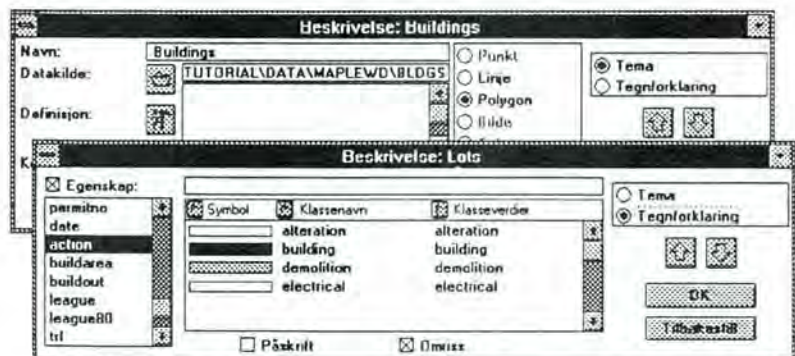 Beskrivelse: Buildings
Navn: Buildings
Datakilde: TUTORIAL\DATA\MAPLEWD\BLDGS
Definisjon:
Punkt
Linje
Polygon
Bilde
Tema
Tegnforklaring
Beskrivelse: Lots
Egenskap:
permitno
date
action
buildarea
buildout
league
league80
trl
Symbol Klassenavn Klasseverdier
alteration alteration
building building
demolition demolition
electrical electrical
Påskrift Omriss
Tema
Tegnforklaring
OK
Tilbakestill